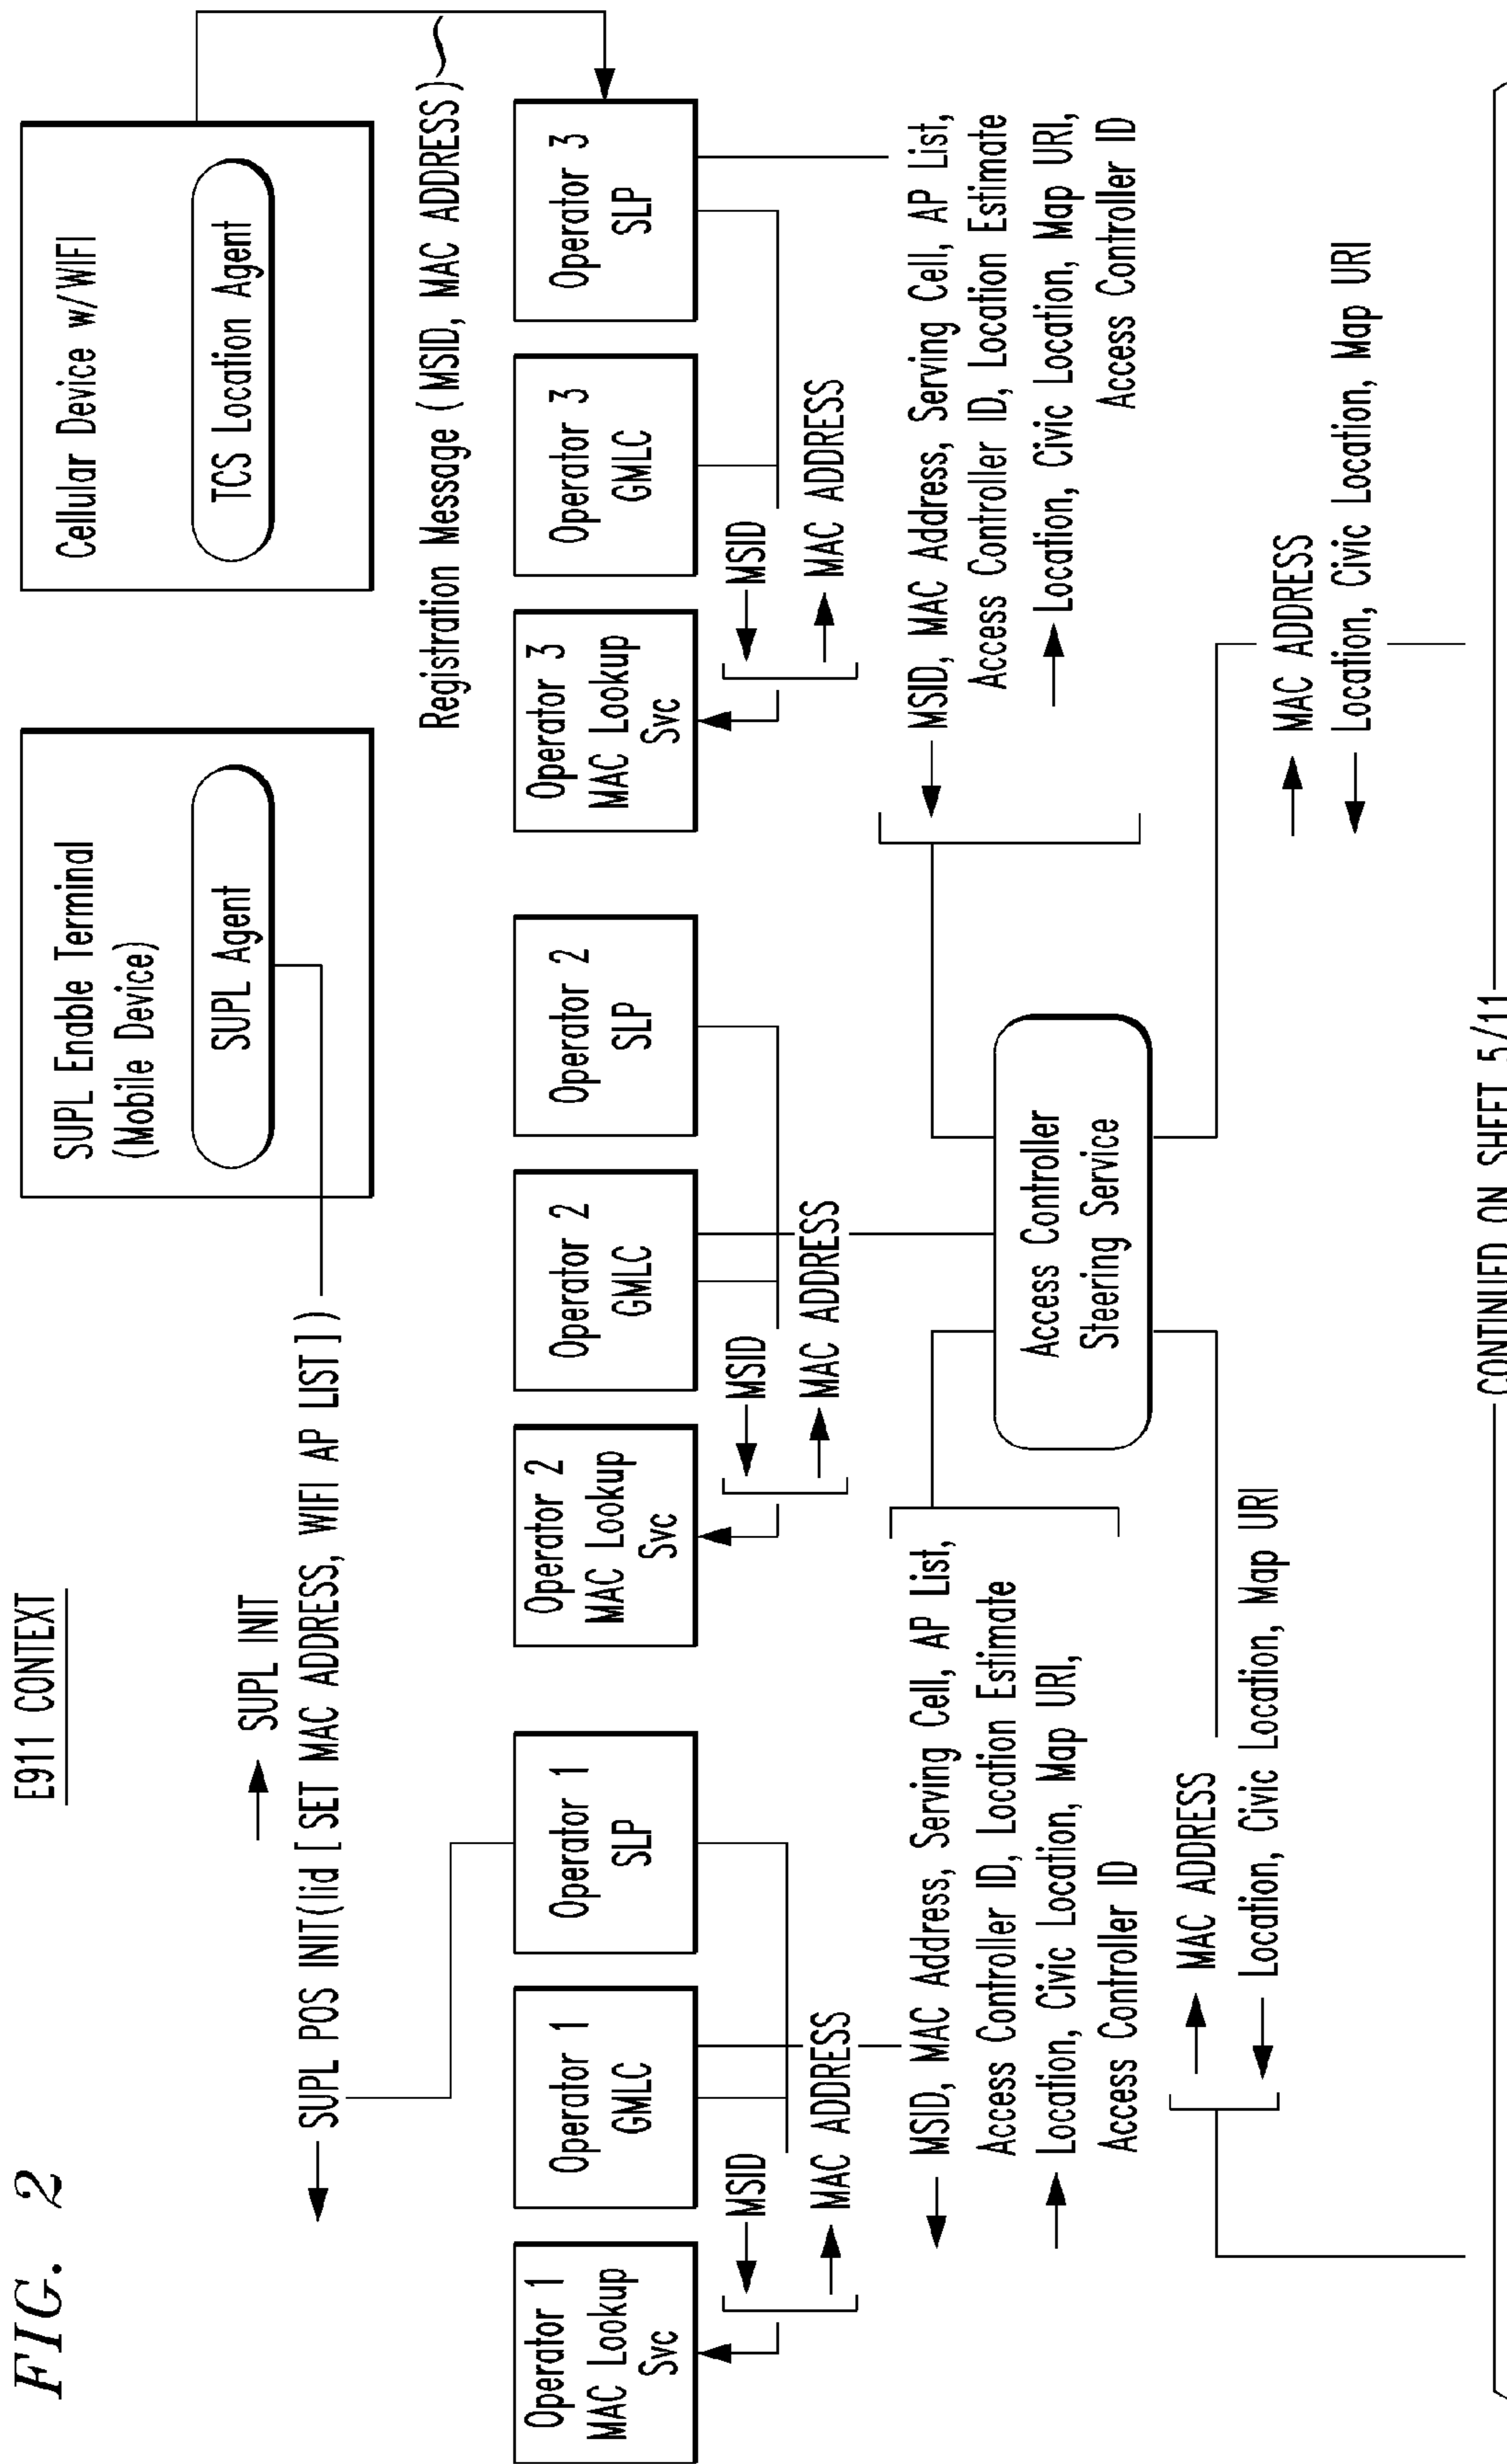 FIG. 2
E911 CONTEXT
SUPL Enable Terminal
(Mobile Device)
SUPL Agent
Cellular Device w/WIFI
TCS Location Agent
SUPL INIT
SUPL POS INIT(lid [SET MAC ADDRESS, WIFI AP LIST])
Registration Message (MSID, MAC ADDRESS)
Operator 1
MAC Lookup
Svc
Operator 1
GMLC
Operator 1
SLP
Operator 2
MAC Lookup
Svc
Operator 2
GMLC
Operator 2
SLP
Operator 3
MAC Lookup
Svc
Operator 3
GMLC
Operator 3
SLP
MSID
MAC ADDRESS
MSID
MAC ADDRESS
MAC ADDRESS
MSID
MAC ADDRESS
MSID, MAC Address, Serving Cell, AP List,
Access Controller ID, Location Estimate
Location, Civic Location, Map URI,
Access Controller ID
Access Controller
Steering Service
MSID, MAC Address, Serving Cell, AP List,
Access Controller ID, Location Estimate
Location, Civic Location, Map URI,
Access Controller ID
MAC ADDRESS
Location, Civic Location, Map URI
MAC ADDRESS
Location, Civic Location, Map URI
CONTINUED ON SHEET 5/11